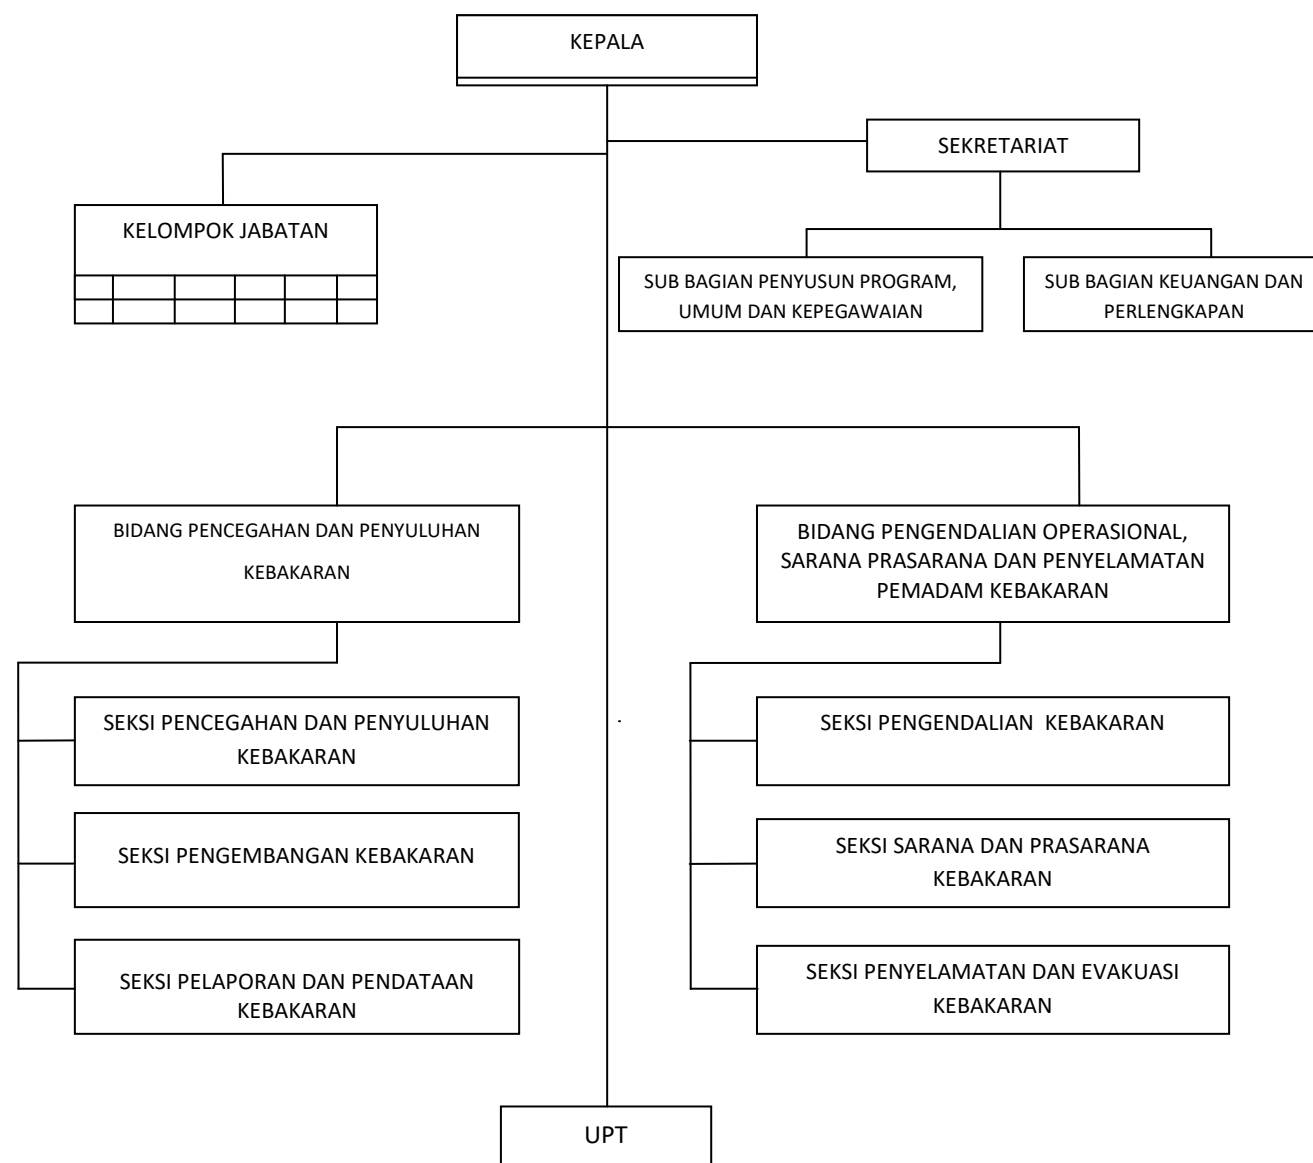 KEPALA
SEKRETARIAT
KELOMPOK JABATAN
SUB BAGIAN PENYUSUN PROGRAM,
UMUM DAN KEPEGAWAIAN
SUB BAGIAN KEUANGAN DAN
PERLENGKAPAN
BIDANG PENCEGAHAN DAN PENYULUHAN
KEBAKARAN
BIDANG PENGENDALIAN OPERASIONAL,
SARANA PRASARANA DAN PENYELAMATAN
PEMADAM KEBAKARAN
SEKSI PENCEGAHAN DAN PENYULUHAN
KEBAKARAN
SEKSI PENGEMBANGAN KEBAKARAN
SEKSI PELAPORAN DAN PENDATAAN
KEBAKARAN
SEKSI PENGENDALIAN  KEBAKARAN
SEKSI SARANA DAN PRASARANA
KEBAKARAN
SEKSI PENYELAMATAN DAN EVAKUASI
KEBAKARAN
UPT